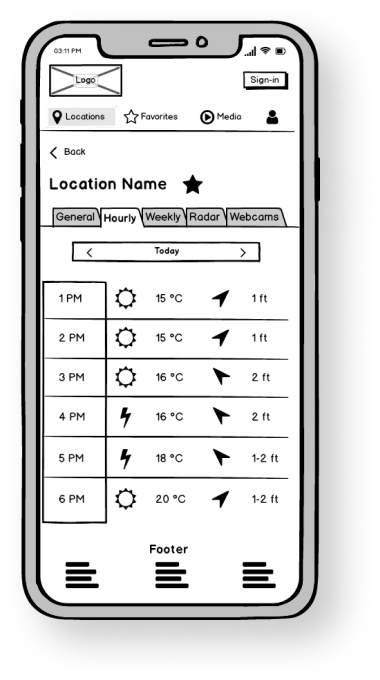 03:11 PM
Logo
Sign-in
Locations Favorites Media
Back
Location Name
General Hourly Weekly Radar Webcams
Today
1 PM 15 °C 1 ft
2 PM 15 °C 1 ft
3 PM 16 °C 2 ft
4 PM 16 °C 2 ft
5 PM 18 °C 1-2 ft
6 PM 20 °C 1-2 ft
Footer